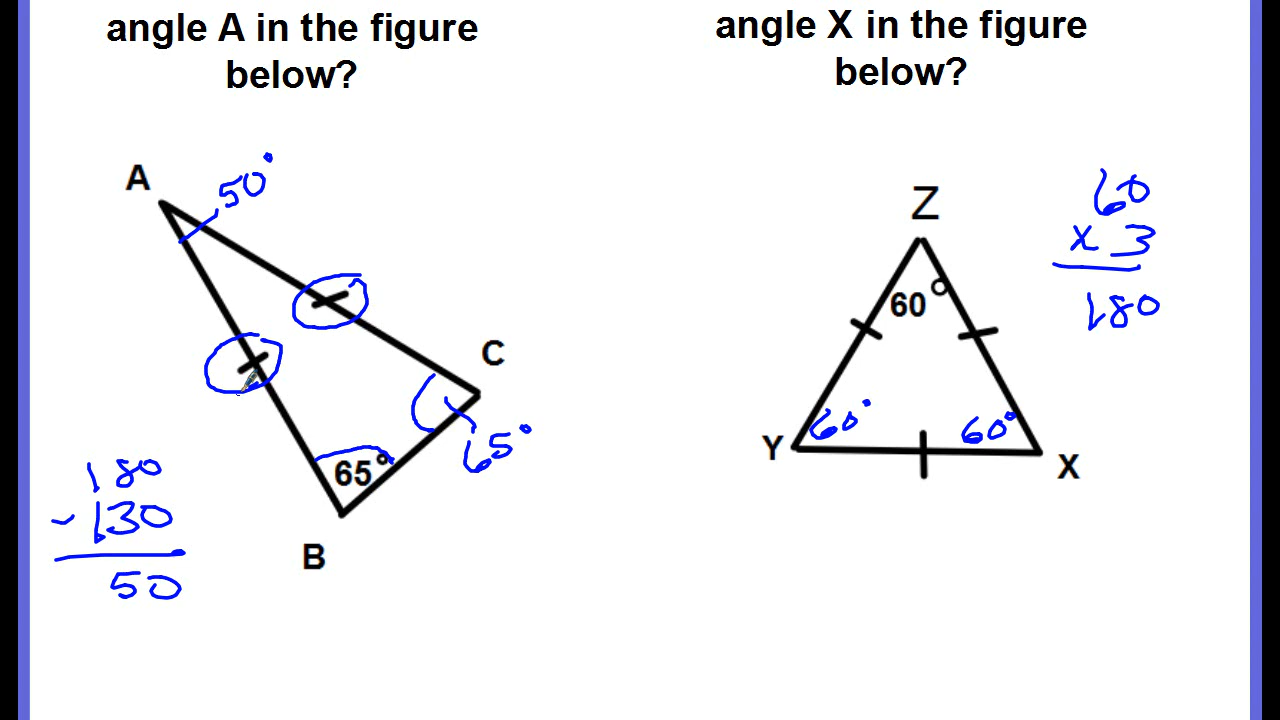 angle A in the figure
below?
A
50°
C
65°
65°
B
180
- 130
50
angle X in the figure
below?
Z
60°
60°
60°
Y
X
60
x 3
180